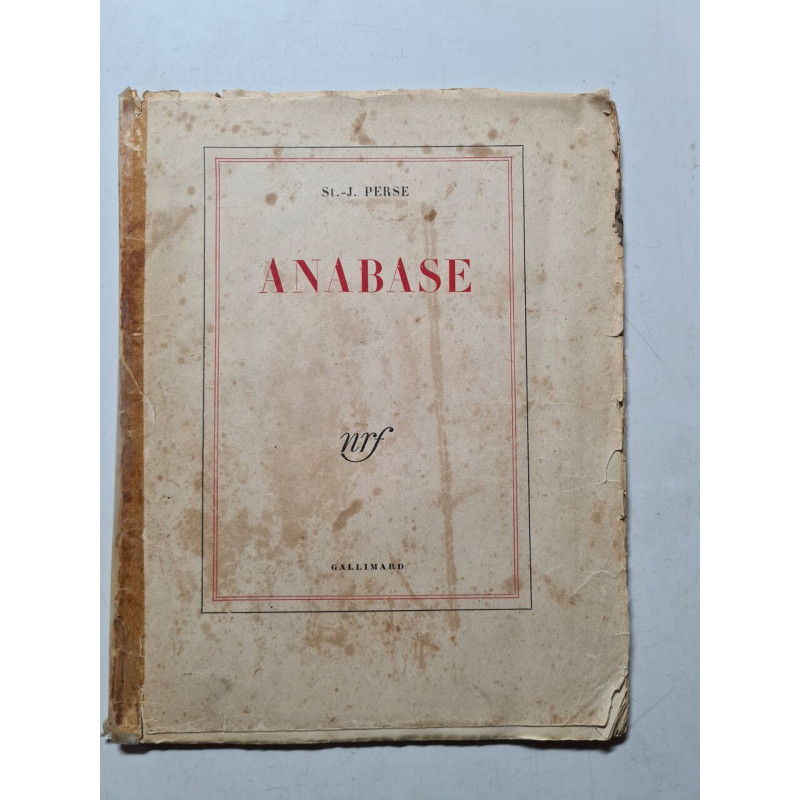 St.-J. PERSE
ANABASE
nrf
GALLIMARD